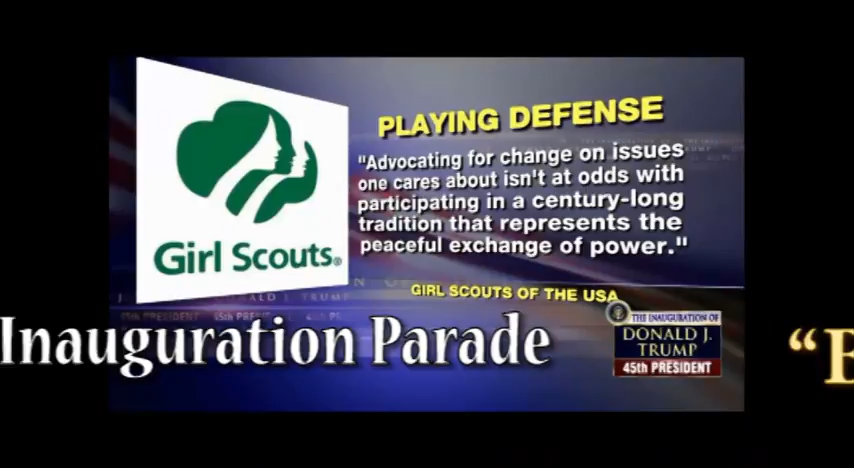 PLAYING DEFENSE
"Advocating for change on issues
one cares about isn't at odds with
participating in a century-long
tradition that represents the
peaceful exchange of power."
Girl Scouts®
GIRL SCOUTS OF THE USA
Inauguration Parade
THE INAUGURATION OF
DONALD J.
TRUMP
45th PRESIDENT